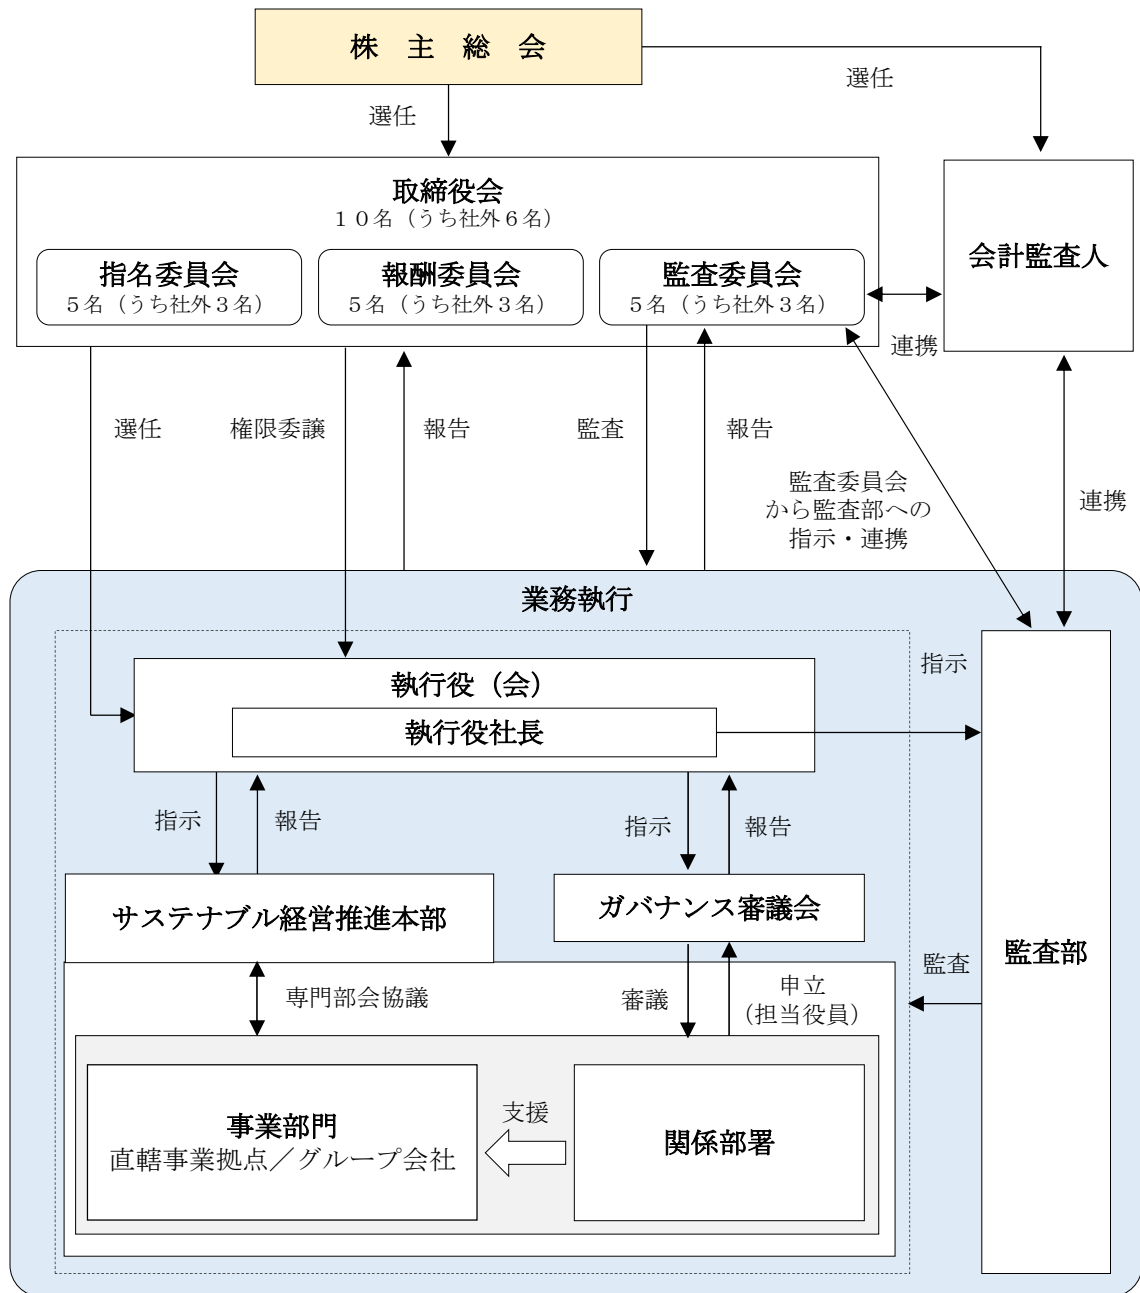 株　主　総　会
選任
選任
取締役会
１０名（うち社外６名）
指名委員会
５名（うち社外３名）
報酬委員会
５名（うち社外３名）
監査委員会
５名（うち社外３名）
会計監査人
連携
選任
権限委譲
報告
監査
報告
監査委員会
から監査部への
指示・連携
連携
業務執行
執行役（会）
執行役社長
指示
指示
報告
指示
報告
サステナブル経営推進本部
ガバナンス審議会
監査部
監査
専門部会協議
審議
申立
（担当役員）
事業部門
直轄事業拠点／グループ会社
支援
関係部署